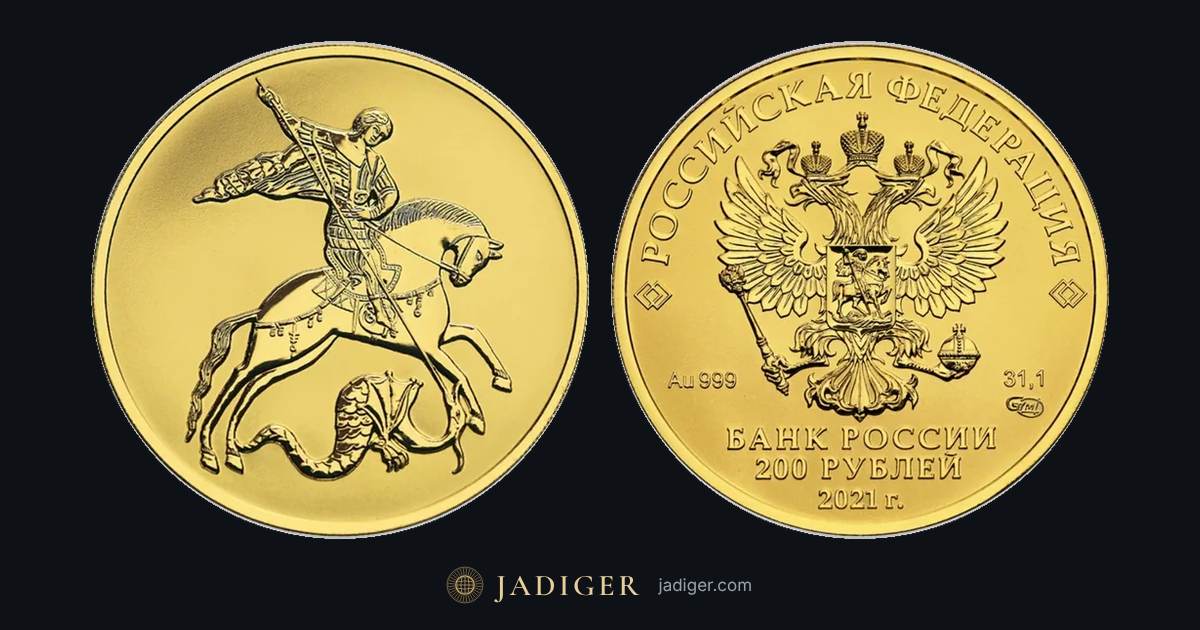 РОССИЙСКАЯ ФЕДЕРАЦИЯ
Au 999
31,1
БАНК РОССИИ
200 РУБЛЕЙ
2021 г.
JADIGER
jadiger.com